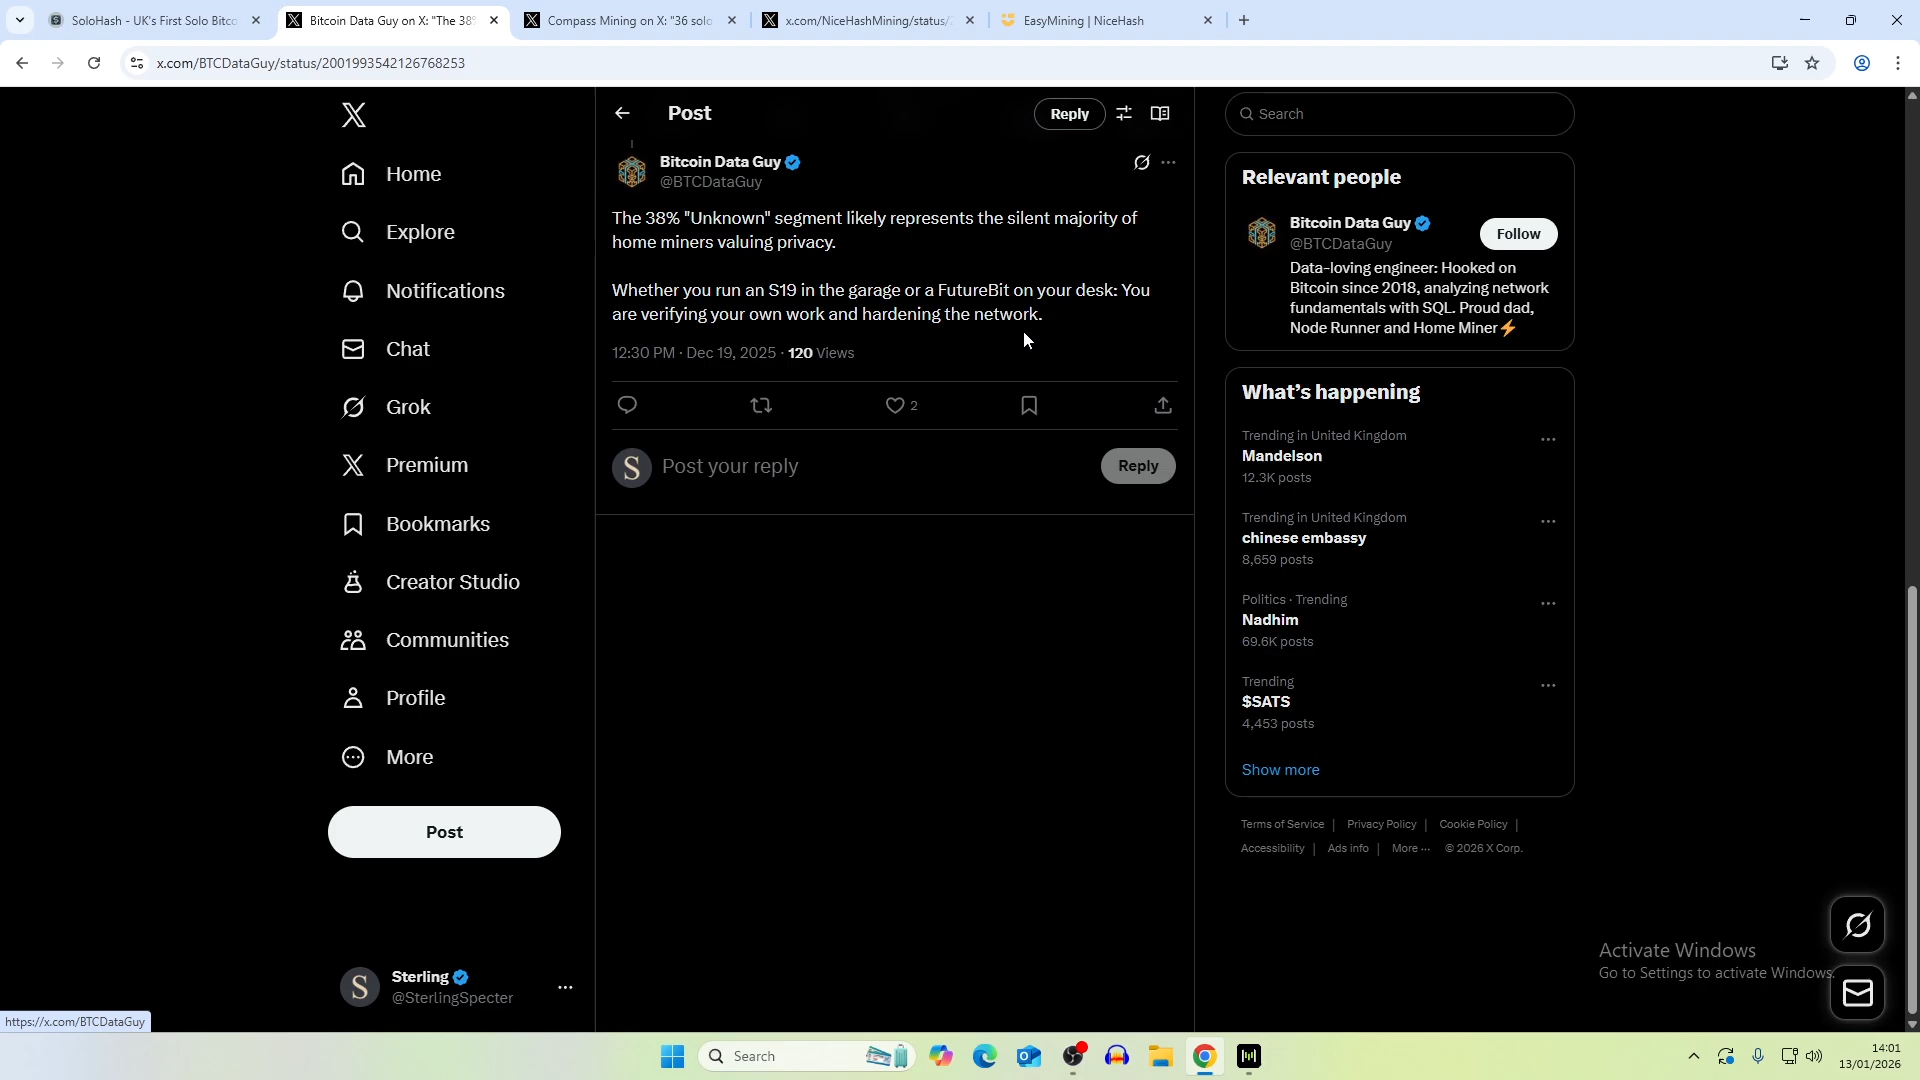 SoloHash - UK's First Solo Bitco
Bitcoin Data Guy on X: "The 38%
Compass Mining on X: "36 solo
x.com/NiceHashMining/status/2
EasyMining | NiceHash
x.com/BTCDataGuy/status/2001993542126768253
Home
Explore
Notifications
Chat
Grok
Premium
Bookmarks
Creator Studio
Communities
Profile
More
Post
Sterling
@SterlingSpecter
https://x.com/BTCDataGuy
Post
Reply
Bitcoin Data Guy
@BTCDataGuy
The 38% "Unknown" segment likely represents the silent majority of
home miners valuing privacy.
Whether you run an S19 in the garage or a FutureBit on your desk: You
are verifying your own work and hardening the network.
12:30 PM · Dec 19, 2025 · 120 Views
2
Post your reply
Reply
Search
Relevant people
Bitcoin Data Guy
@BTCDataGuy
Follow
Data-loving engineer: Hooked on
Bitcoin since 2018, analyzing network
fundamentals with SQL. Proud dad,
Node Runner and Home Miner⚡
What's happening
Trending in United Kingdom
Mandelson
12.3K posts
Trending in United Kingdom
chinese embassy
8,659 posts
Politics · Trending
Nadhim
69.6K posts
Trending
$SATS
4,453 posts
Show more
Terms of Service | Privacy Policy | Cookie Policy |
Accessibility | Ads info | More ··· © 2026 X Corp.
Activate Windows
Go to Settings to activate Windows.
Search
14:01
13/01/2026